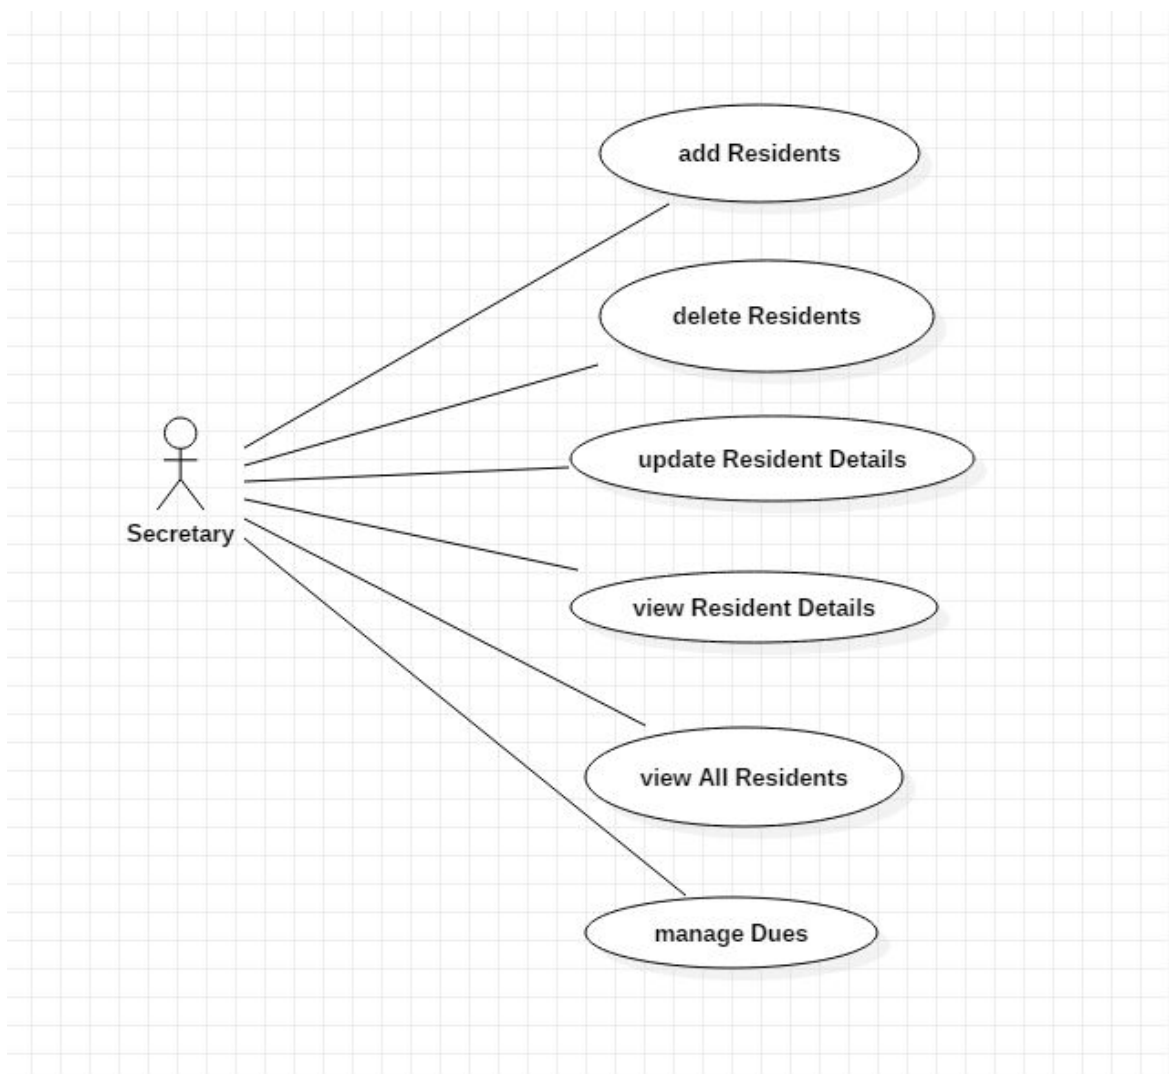 add Residents
delete Residents
update Resident Details
Secretary
view Resident Details
view All Residents
manage Dues